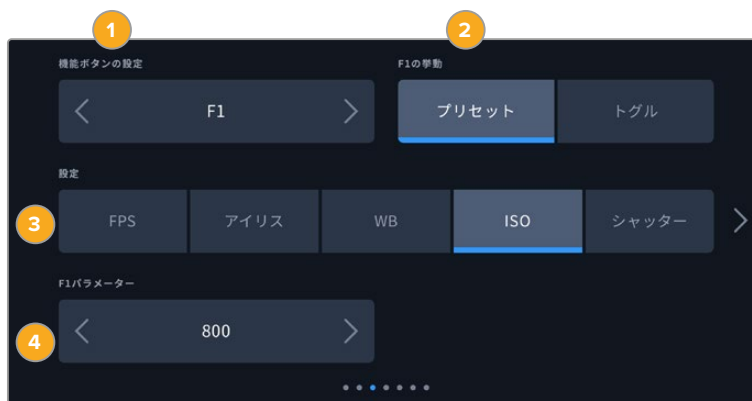 1
2
機能ボタンの設定
F1の挙動
F1
プリセット
トグル
設定
3
FPS
アイリス
WB
ISO
シャッター
F1パラメーター
4
800